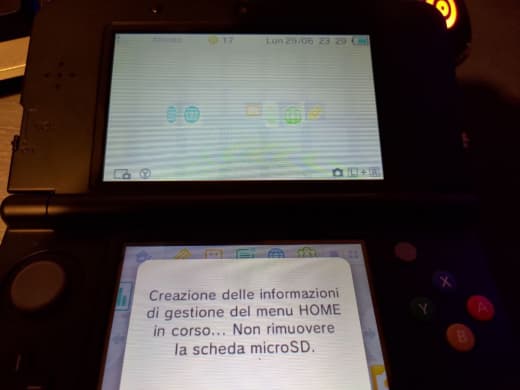 17 Lun 29/06 23 29
Y
L+R
Creazione delle informazioni
di gestione del menu HOME
in corso... Non rimuovere
la scheda microSD.
X
Y
A
B